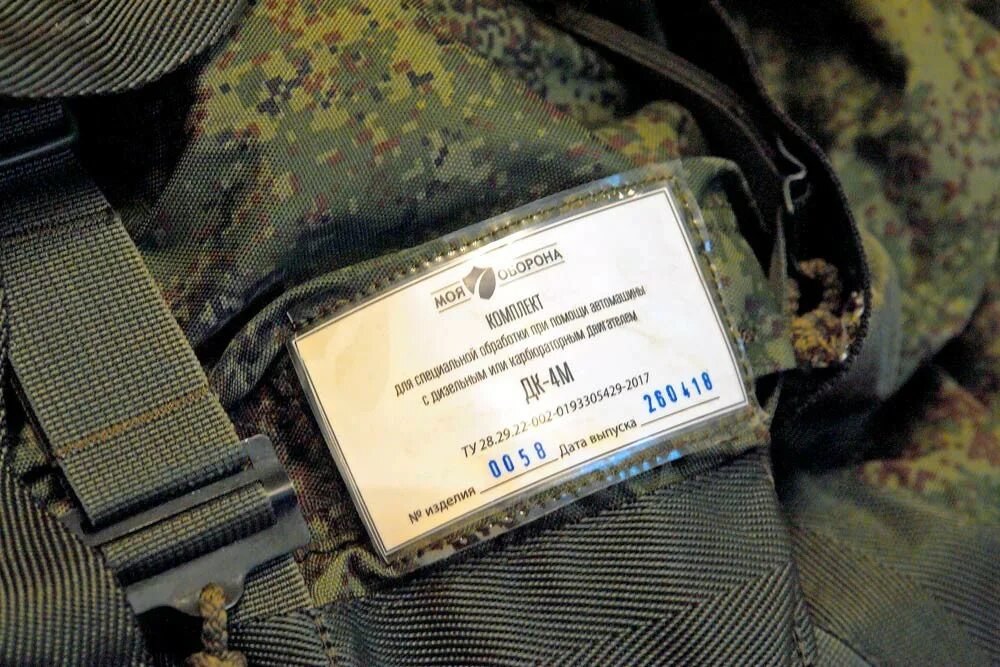 МОЯ ОБОРОНА
КОМПЛЕКТ
для специальной обработки при помощи автомашины
с дизельным или карбюраторным двигателем
ДК-4М
ТУ 28.29.22-002-0193305429-2017
№ изделия 0058 Дата выпуска 260418